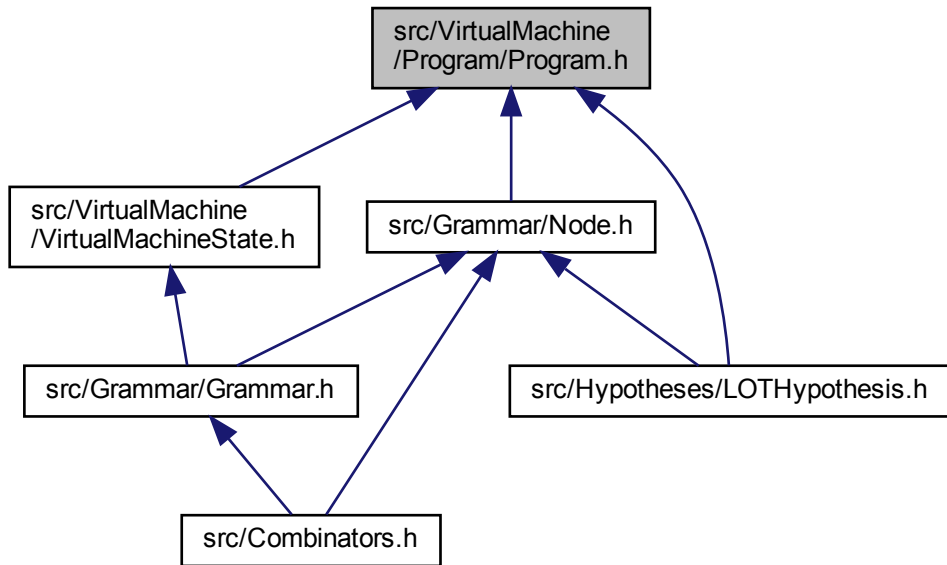 src/VirtualMachine
/Program/Program.h
src/VirtualMachine
/VirtualMachineState.h
src/Grammar/Node.h
src/Grammar/Grammar.h
src/Hypotheses/LOTHypothesis.h
src/Combinators.h